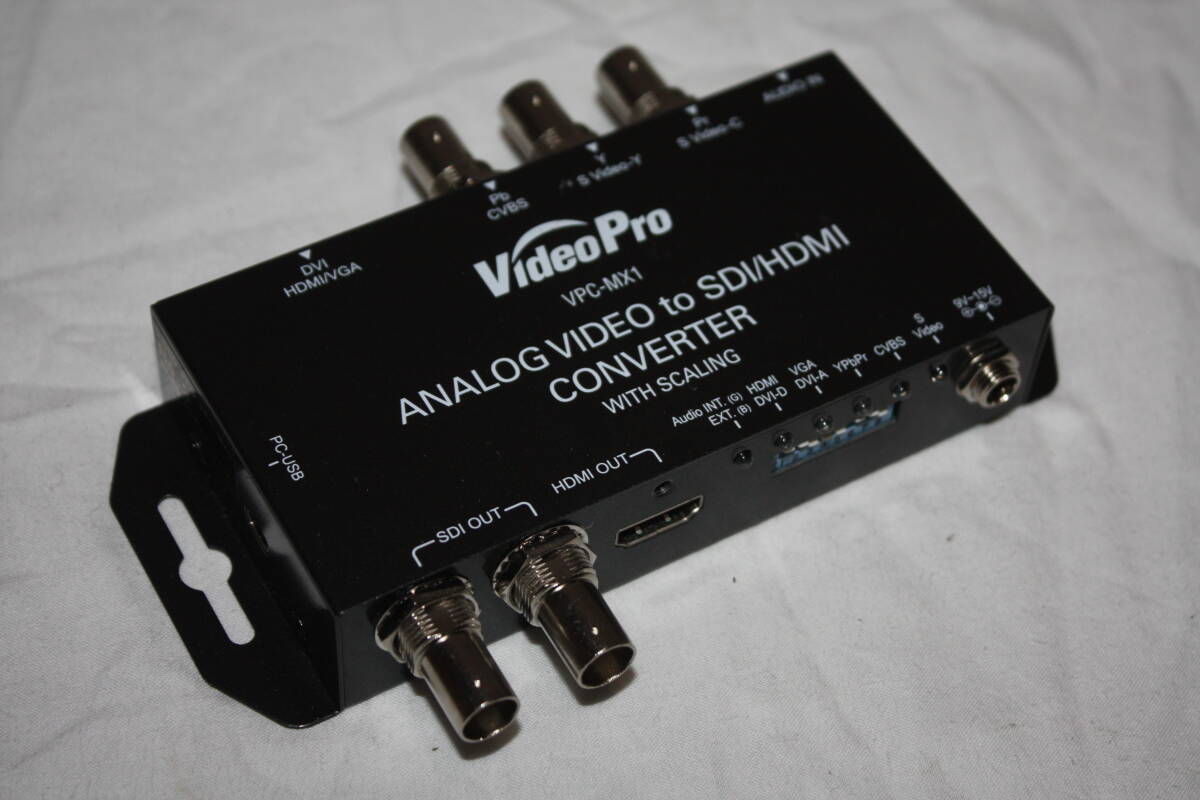 AUDIO IN
Pr
S Video-C
Y
S Video-Y
Pb
CVBS
DVI
HDMI/VGA
VideoPro
VPC-MX1
ANALOG VIDEO to SDI/HDMI
CONVERTER
WITH SCALING
9V~15V
S
Video
CVBS
YPbPr
VGA
DVI-A
HDMI
DVI-D
Audio INT. (G)
EXT. (B)
HDMI OUT
SDI OUT
PC-USB